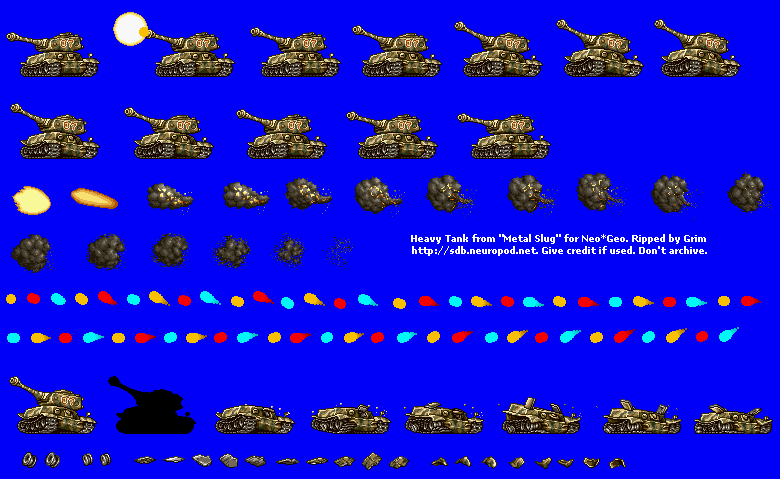 Heavy Tank from "Metal Slug" for Neo*Geo. Ripped by Grim
http://sdb.neuropod.net. Give credit if used. Don't archive.